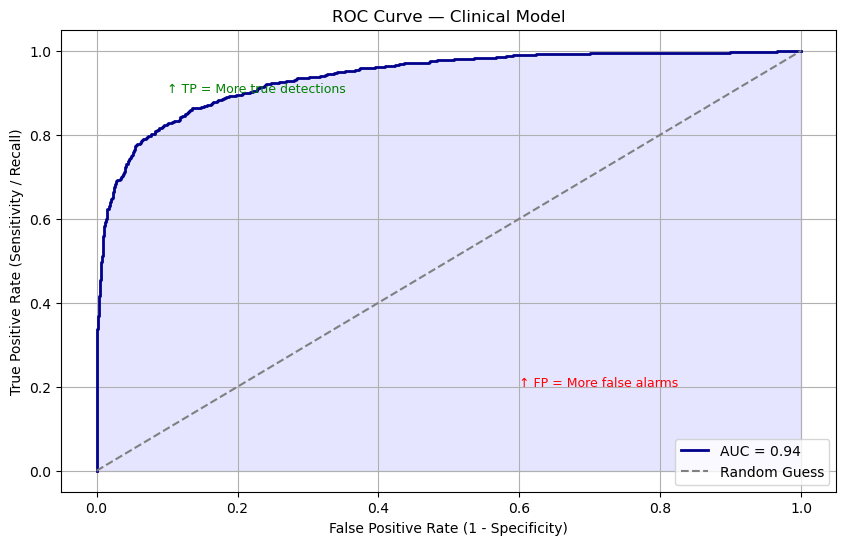 ROC Curve — Clinical Model
True Positive Rate (Sensitivity / Recall)
1.0
0.8
0.6
0.4
0.2
0.0
↑ TP = More true detections
↑ FP = More false alarms
AUC = 0.94
Random Guess
0.0 0.2 0.4 0.6 0.8 1.0
False Positive Rate (1 - Specificity)